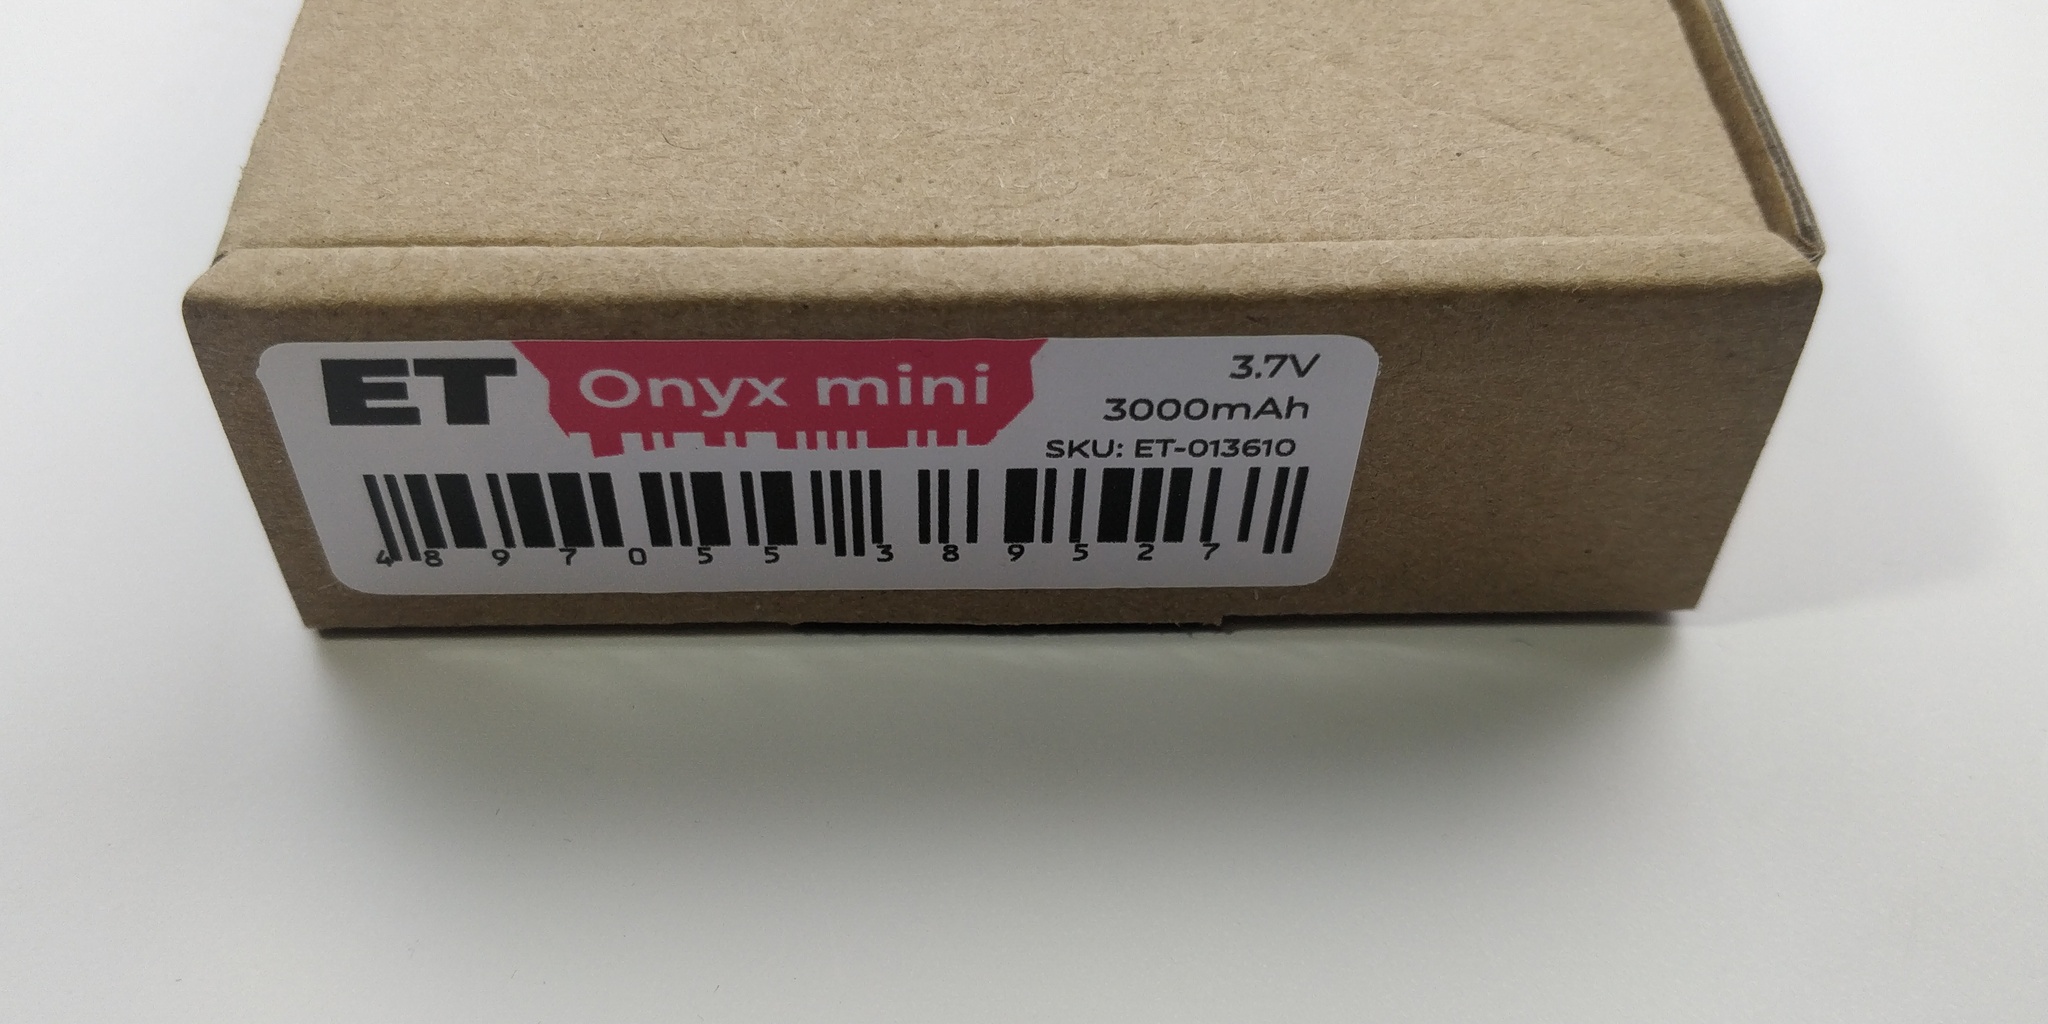 ET Onyx mini
3.7V
3000mAh
SKU: ET-013610
4 8 9 7 0 5 5 3 8 9 5 2 7